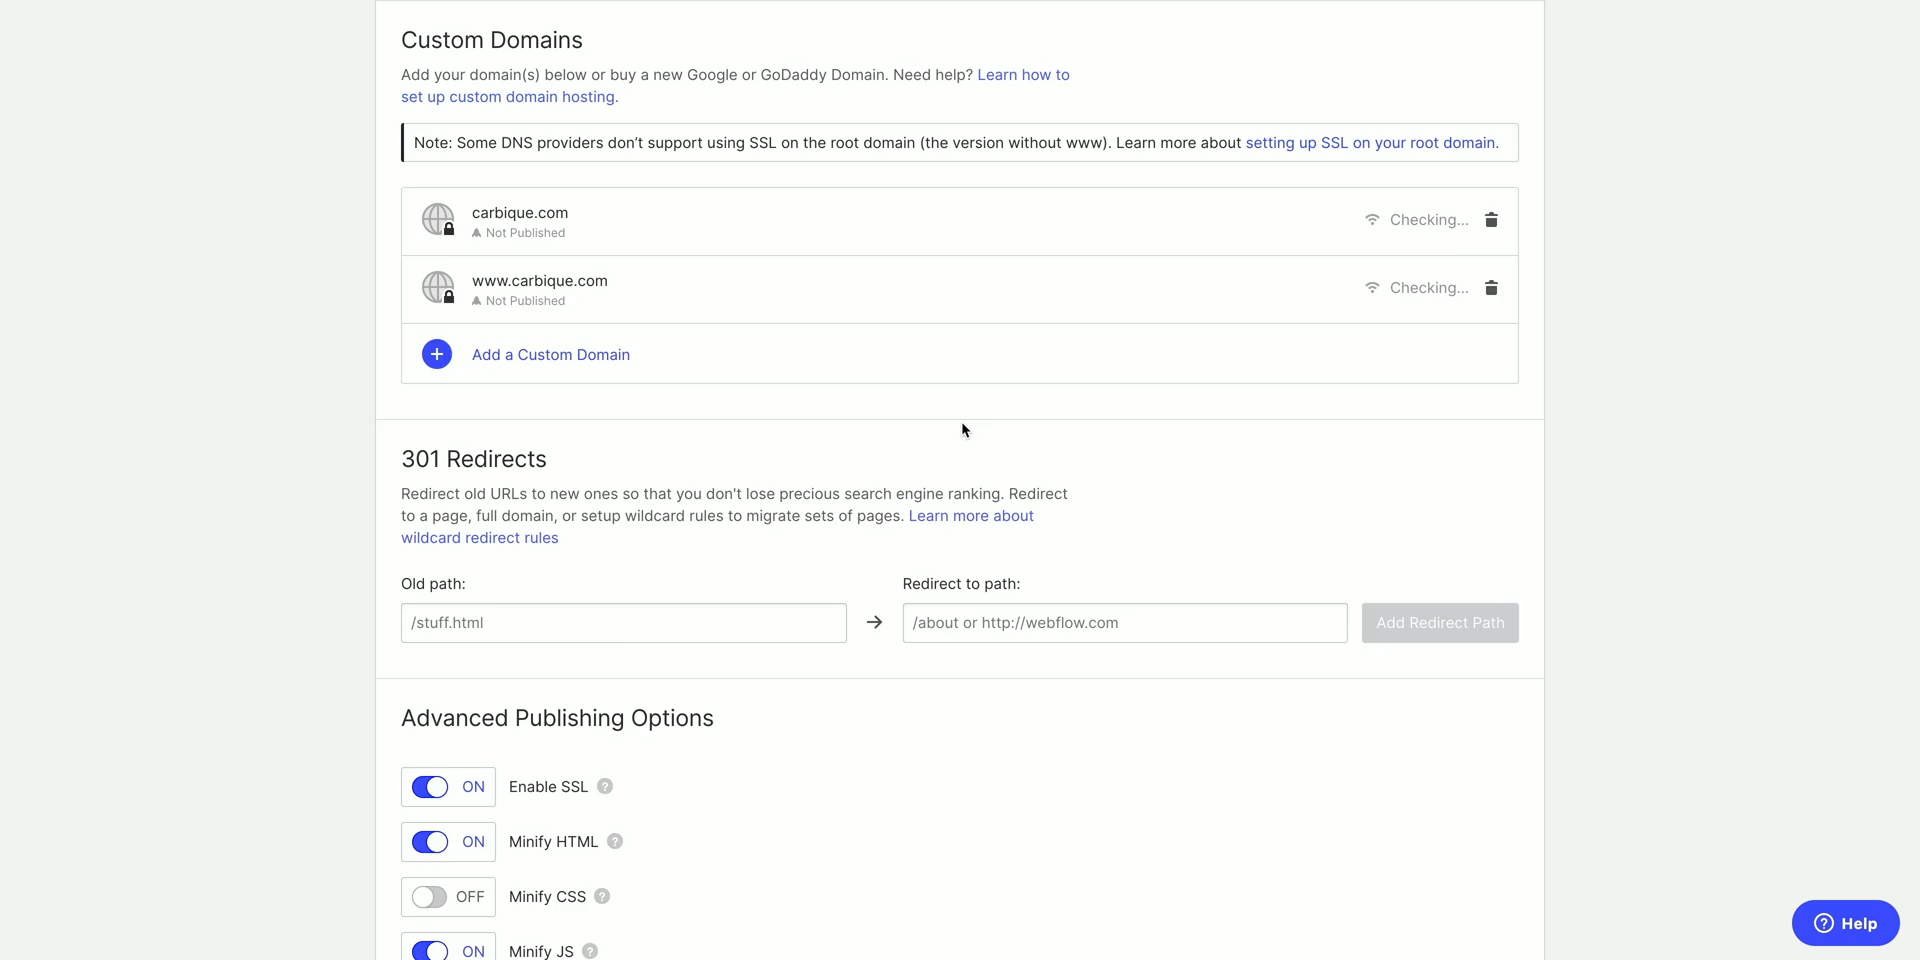 Custom Domains
Add your domain(s) below or buy a new Google or GoDaddy Domain. Need help? Learn how to
set up custom domain hosting.
Note: Some DNS providers don’t support using SSL on the root domain (the version without www). Learn more about setting up SSL on your root domain.
carbique.com
Not Published
Checking...
www.carbique.com
Not Published
Checking...
Add a Custom Domain
301 Redirects
Redirect old URLs to new ones so that you don't lose precious search engine ranking. Redirect
to a page, full domain, or setup wildcard rules to migrate sets of pages. Learn more about
wildcard redirect rules
Old path:
Redirect to path:
/stuff.html
/about or http://webflow.com
Add Redirect Path
Advanced Publishing Options
ON Enable SSL ?
ON Minify HTML ?
OFF Minify CSS ?
ON Minify JS ?
? Help